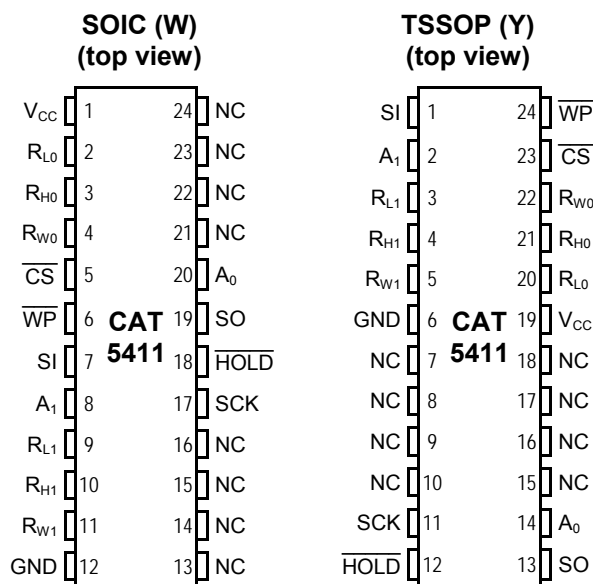 SOIC (W)
(top view)
VCC 1 24 NC
RL0 2 23 NC
RH0 3 22 NC
RW0 4 21 NC
CS 5 20 A0
WP 6 CAT 19 SO
SI 7 5411 18 HOLD
A1 8 17 SCK
RL1 9 16 NC
RH1 10 15 NC
RW1 11 14 NC
GND 12 13 NC
TSSOP (Y)
(top view)
SI 1 24 WP
A1 2 23 CS
RL1 3 22 RW0
RH1 4 21 RH0
RW1 5 20 RL0
GND 6 CAT 19 VCC
NC 7 5411 18 NC
NC 8 17 NC
NC 9 16 NC
NC 10 15 NC
SCK 11 14 A0
HOLD 12 13 SO